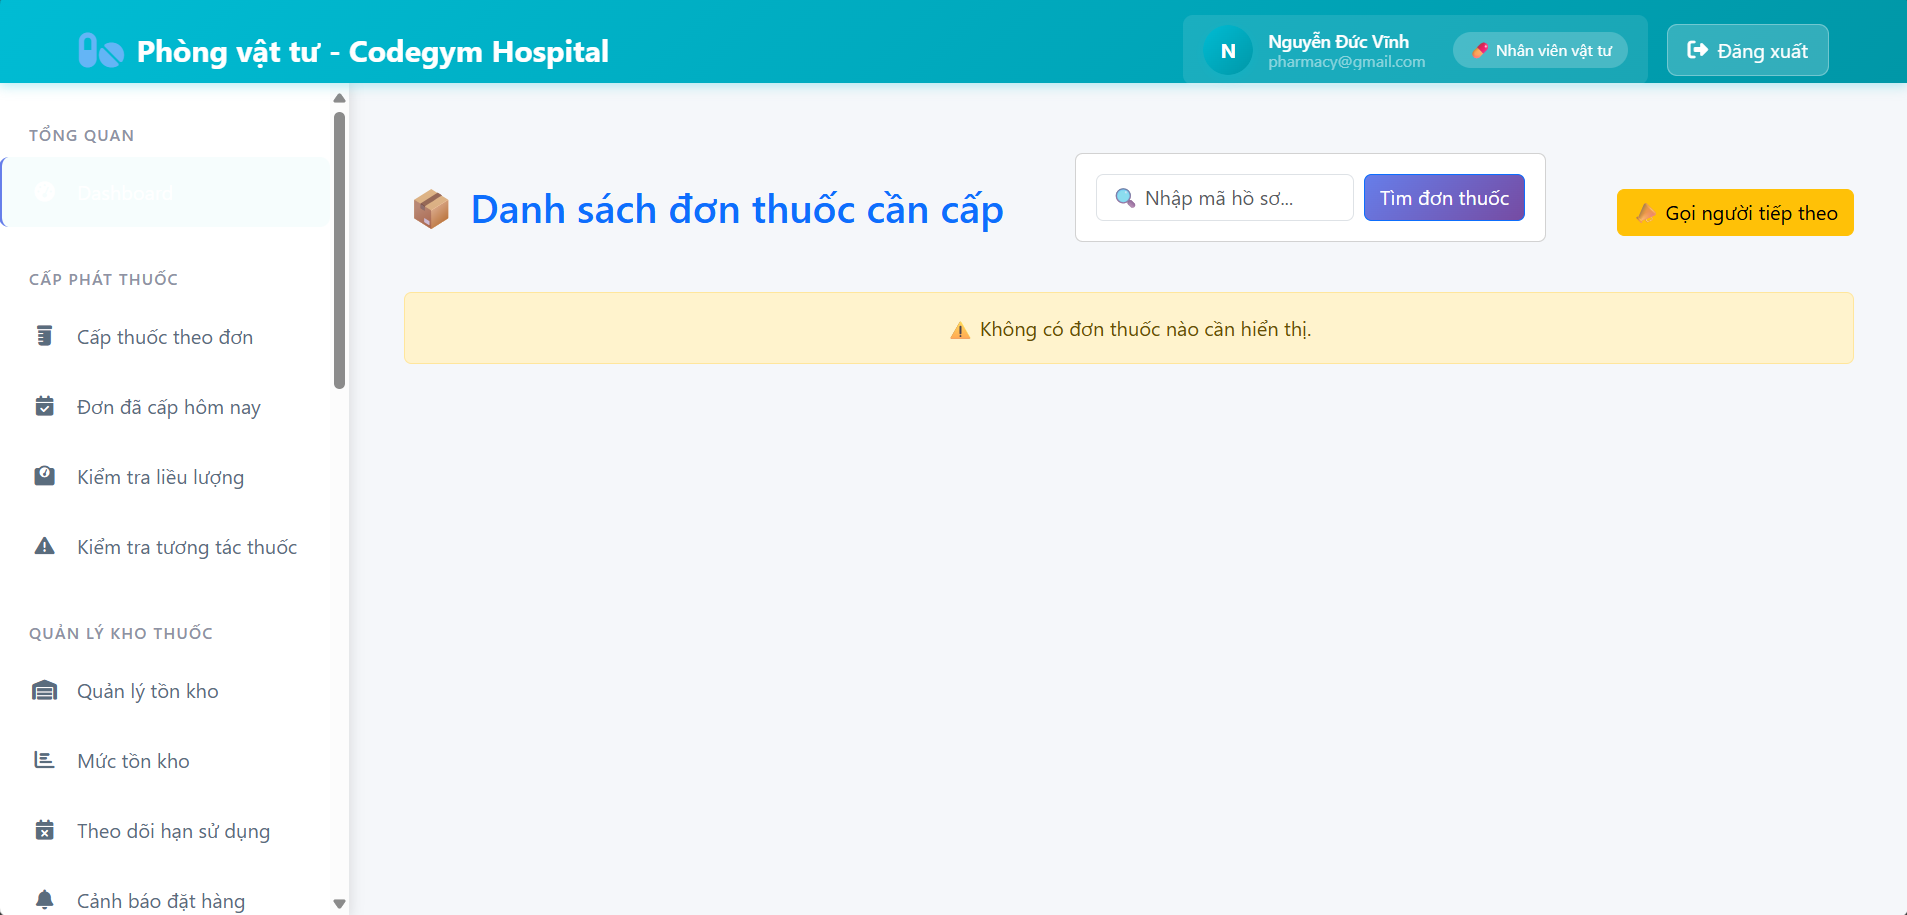 Phòng vật tư - Codegym Hospital
N
Nguyễn Đức Vĩnh
pharmacy@gmail.com
Nhân viên vật tư
Đăng xuất
TỔNG QUAN
Dashboard
CẤP PHÁT THUỐC
Cấp thuốc theo đơn
Đơn đã cấp hôm nay
Kiểm tra liều lượng
Kiểm tra tương tác thuốc
QUẢN LÝ KHO THUỐC
Quản lý tồn kho
Mức tồn kho
Theo dõi hạn sử dụng
Cảnh báo đặt hàng
Danh sách đơn thuốc cần cấp
Nhập mã hồ sơ...
Tìm đơn thuốc
Gọi người tiếp theo
Không có đơn thuốc nào cần hiển thị.